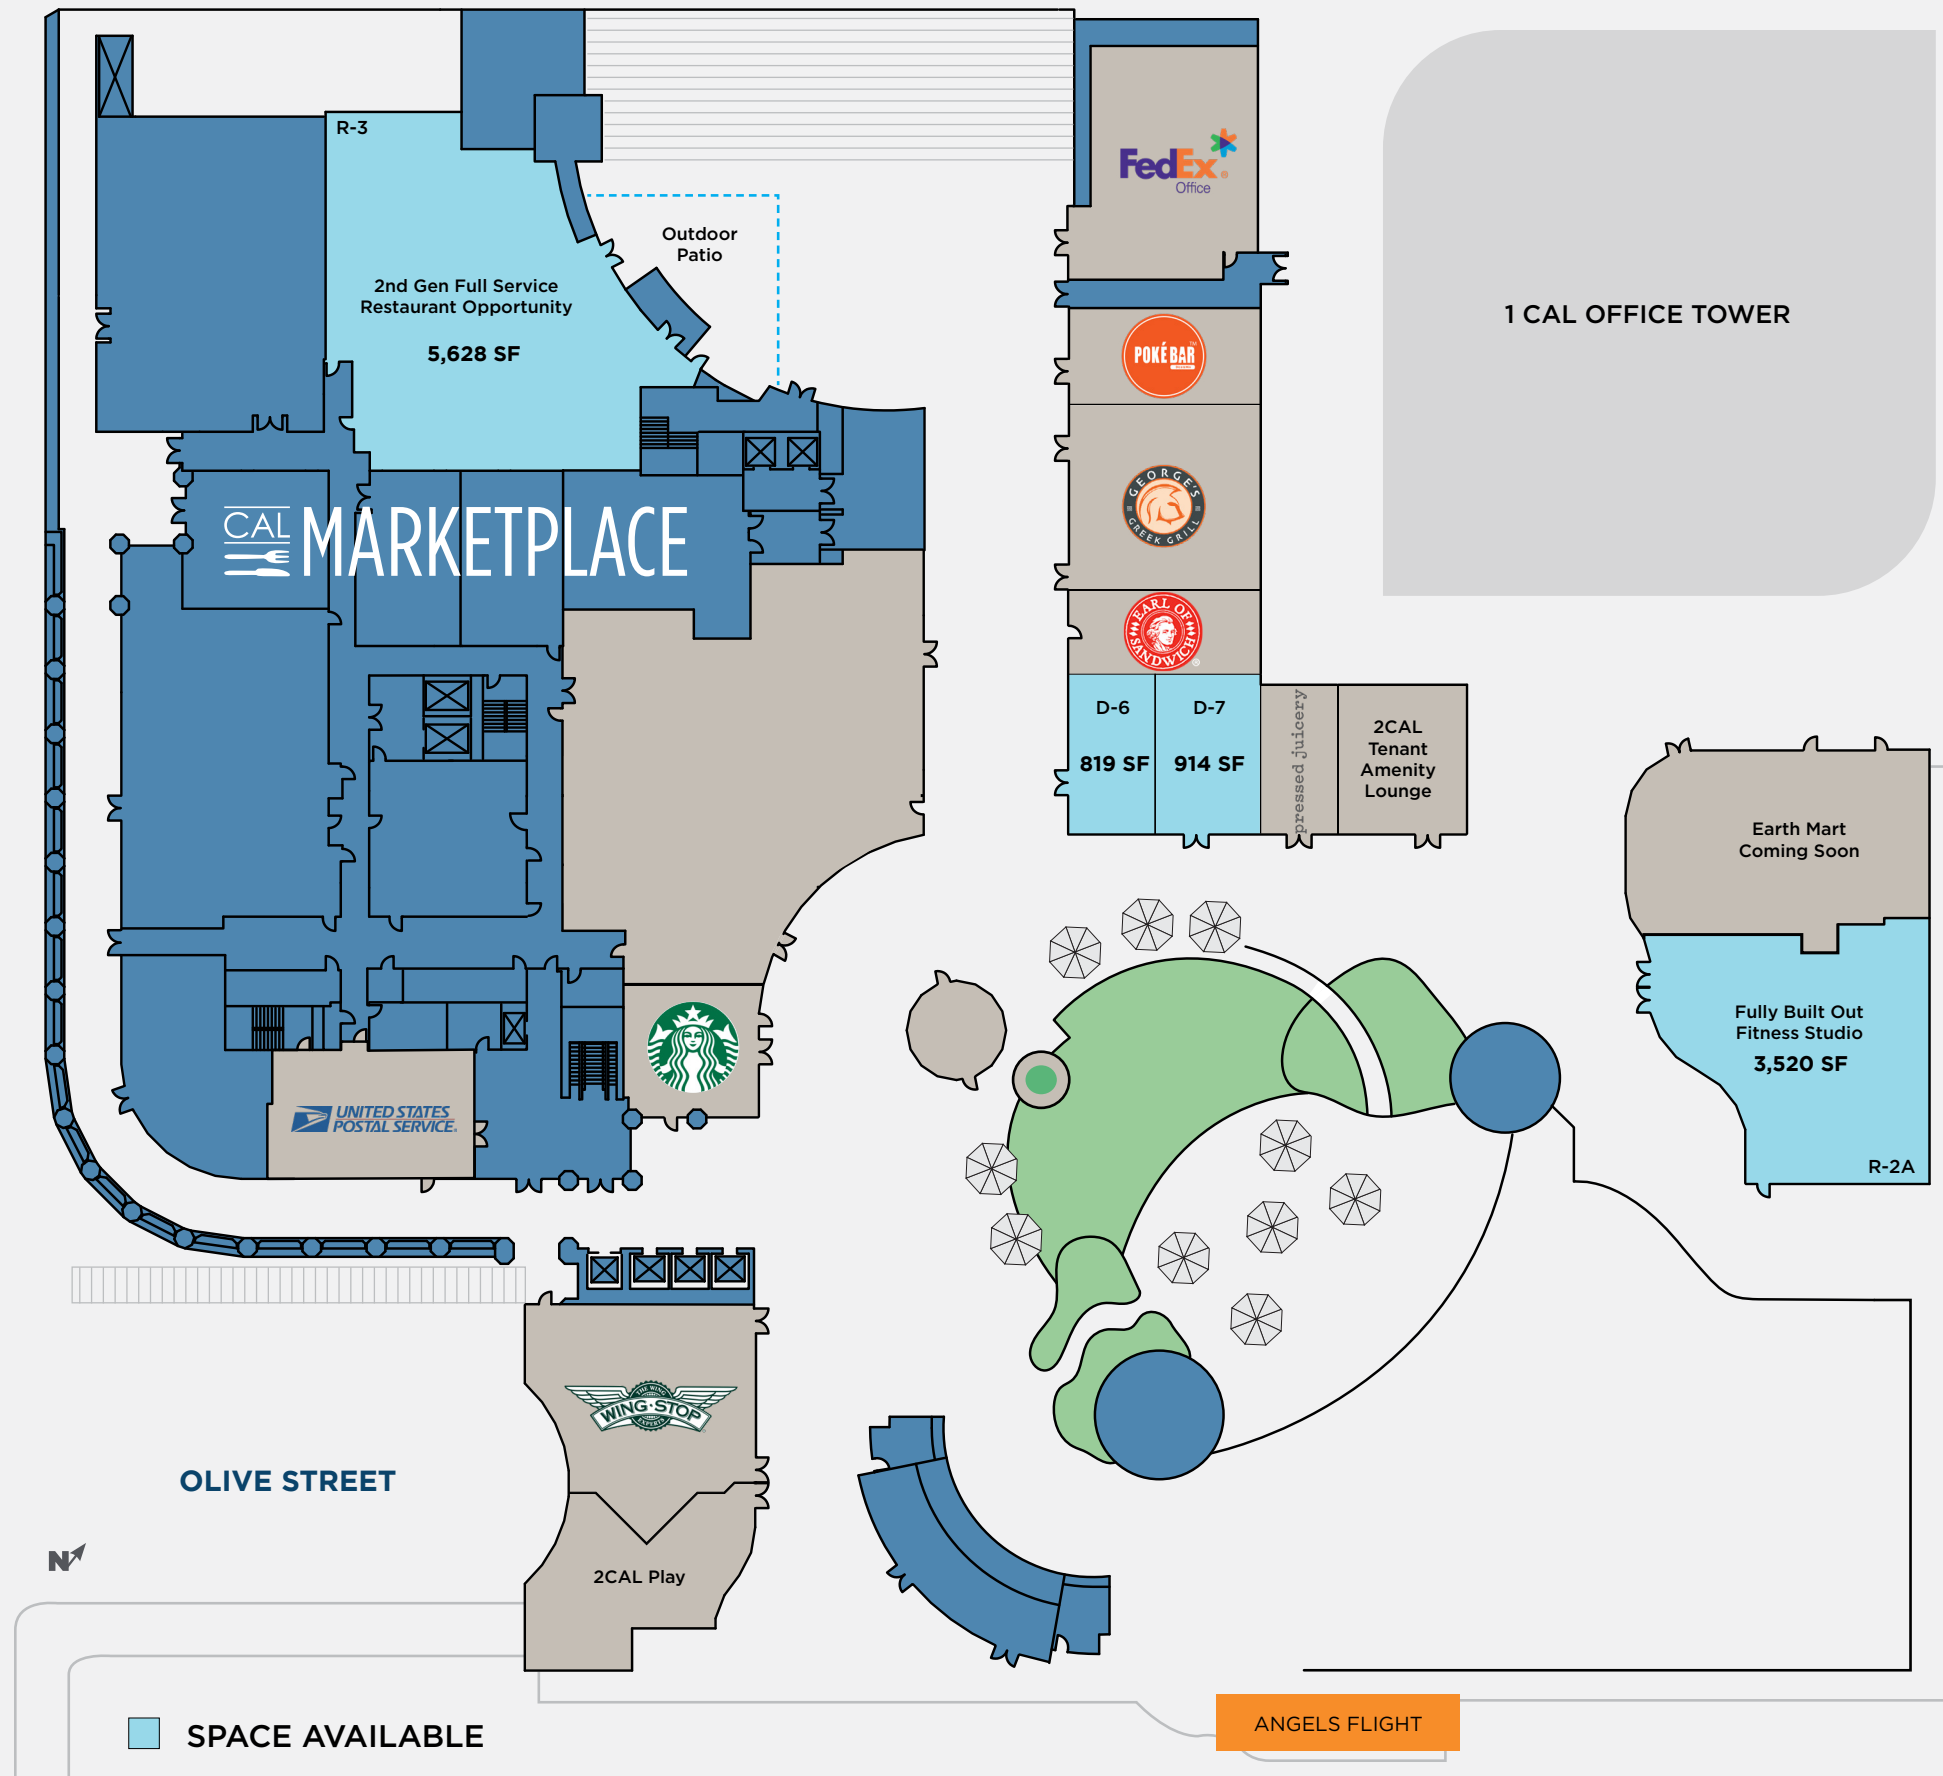 R-3
2nd Gen Full Service
Restaurant Opportunity
5,628 SF
Outdoor
Patio
FedEx®
Office
1 CAL OFFICE TOWER
POKÉ BAR™
GEORGE'S
GREEK GRILL
EARL OF
SANDWICH®
CAL
MARKETPLACE
D-6
819 SF
D-7
914 SF
pressed juicery
2CAL
Tenant
Amenity
Lounge
Earth Mart
Coming Soon
Fully Built Out
Fitness Studio
3,520 SF
R-2A
UNITED STATES
POSTAL SERVICE®
THE WING
WING·STOP
EXPERTS
OLIVE STREET
N
2CAL Play
SPACE AVAILABLE
ANGELS FLIGHT